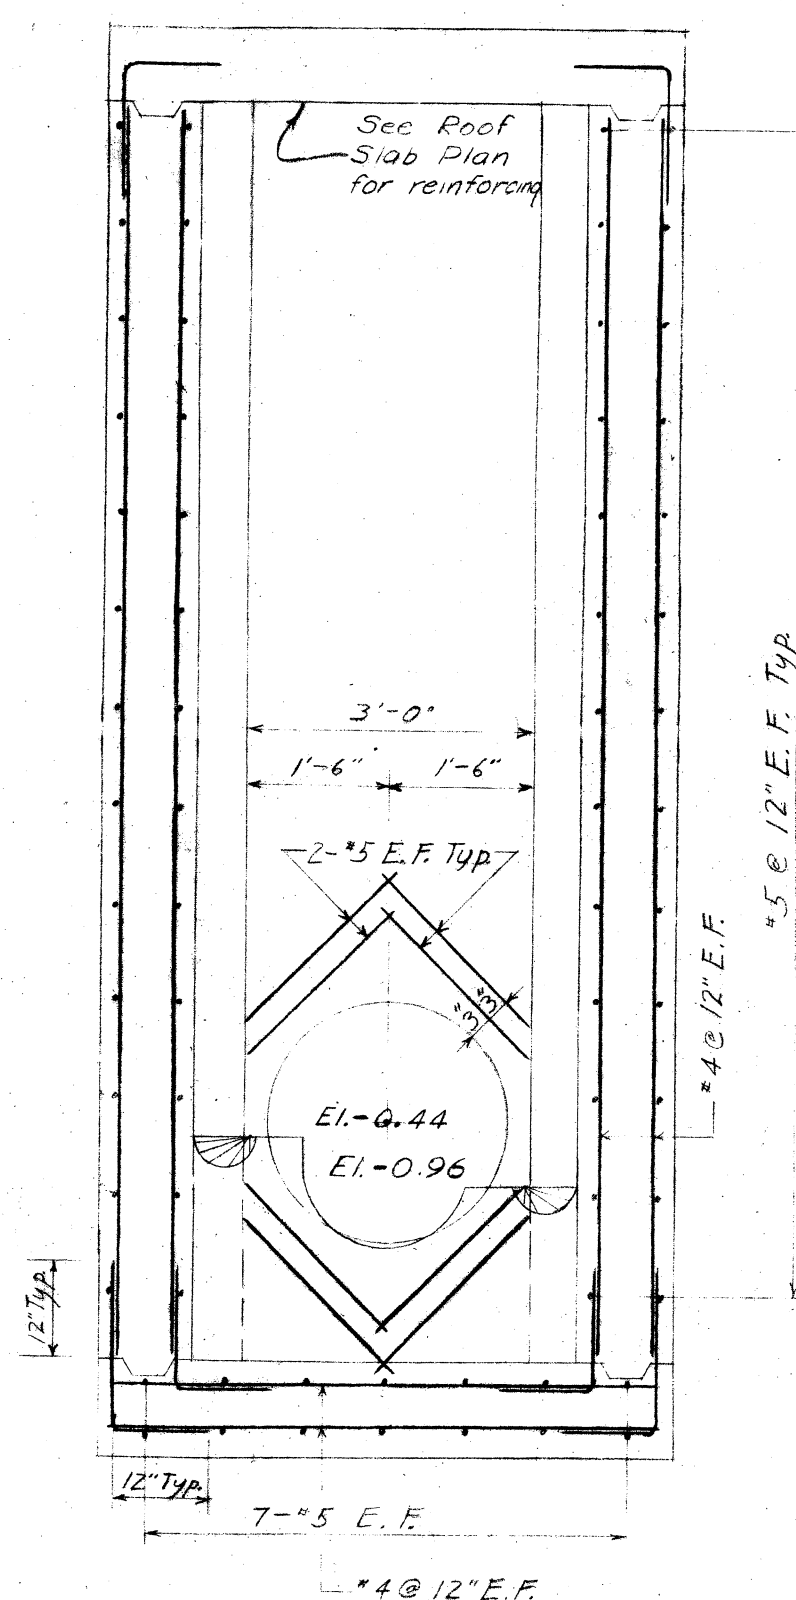 See Roof
Slab Plan
for reinforcing
3'-0"
1'-6" 1'-6"
2-#5 E.F. Typ.
3" 3"
El.-0.44
El.-0.96
#5 @ 12" E.F. Typ.
#4 @ 12" E.F.
12" Typ.
12" Typ.
7-#5 E.F.
#4 @ 12" E.F.